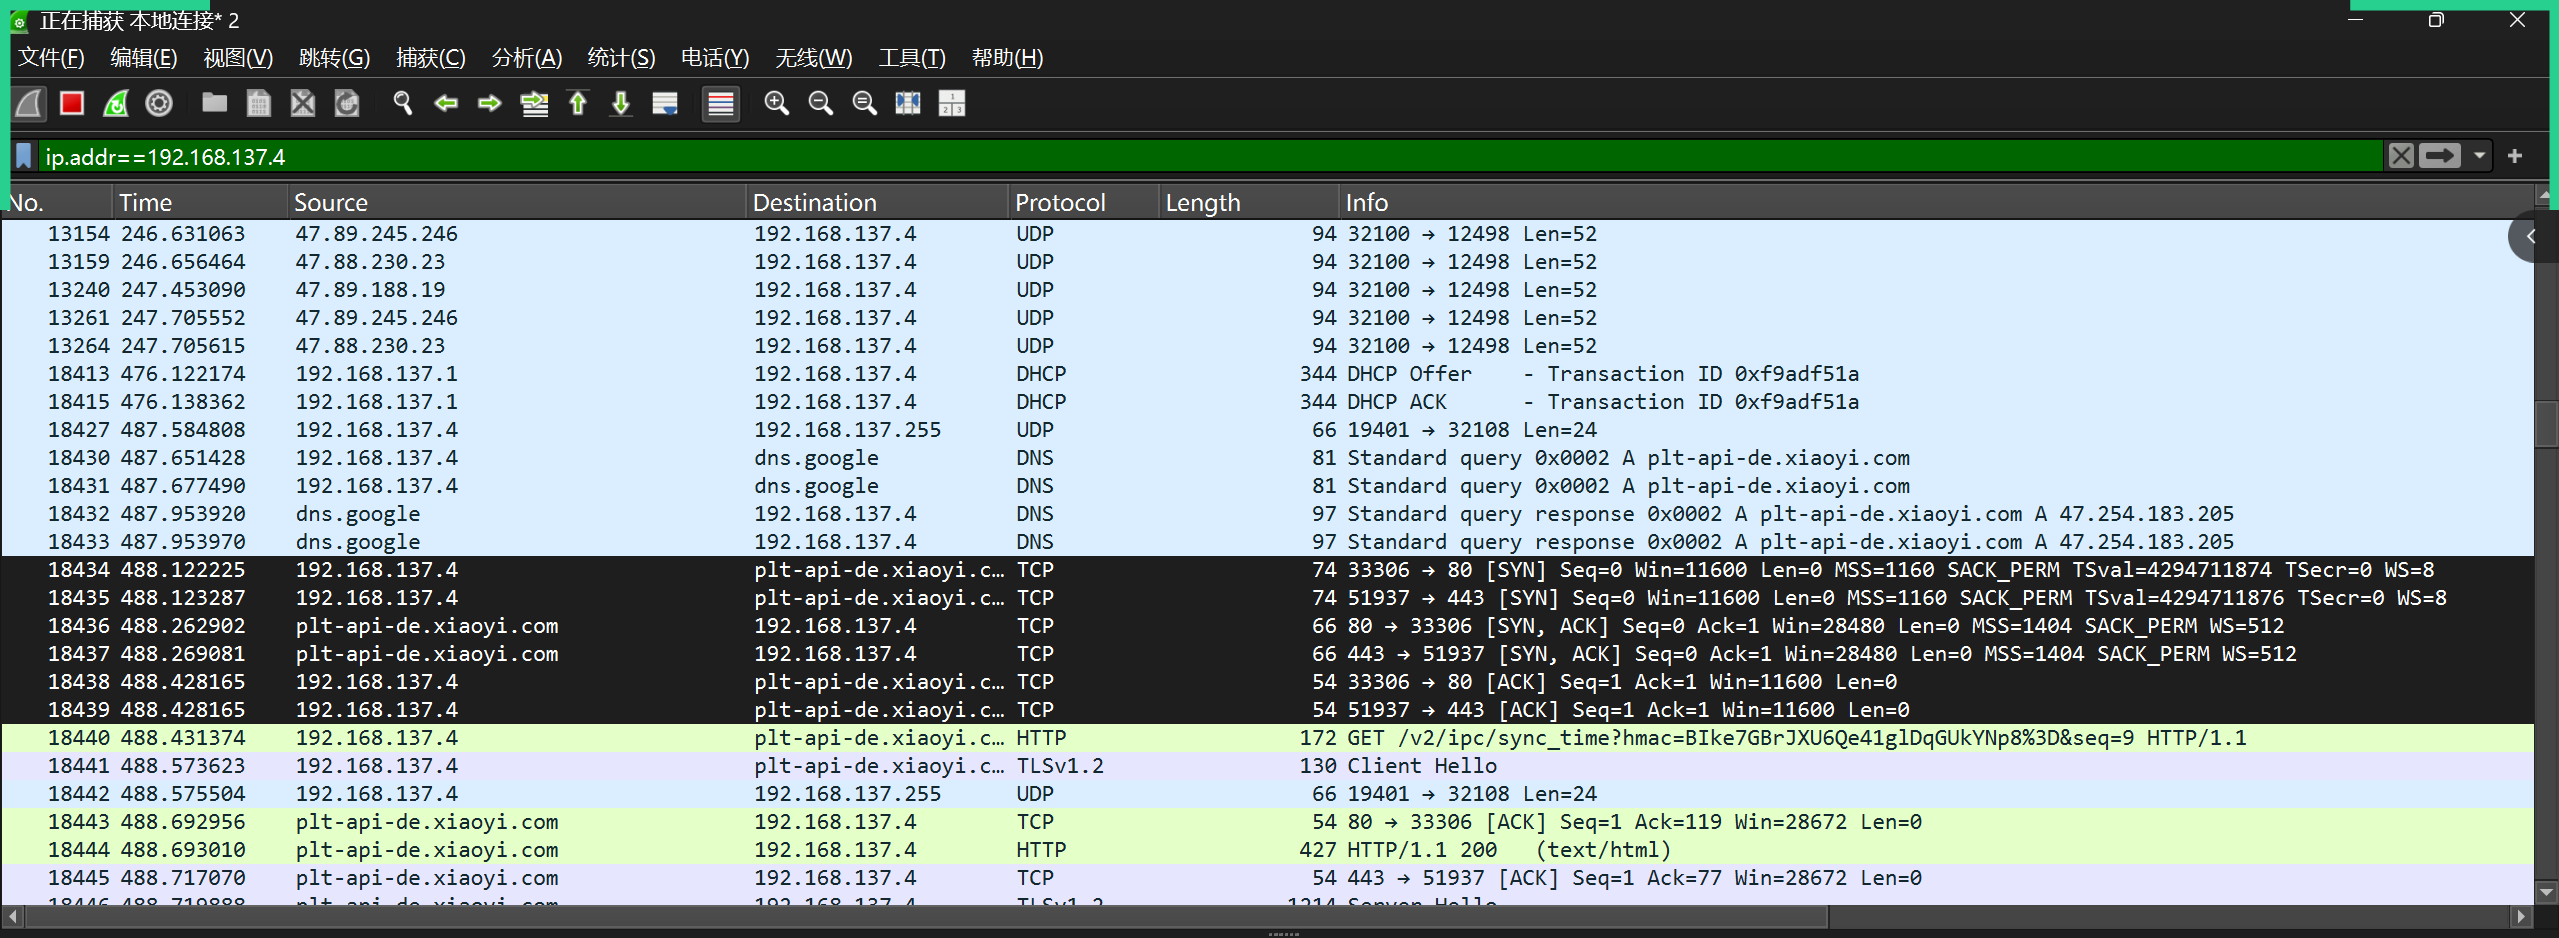 正在捕获 本地连接* 2
文件(F) 编辑(E) 视图(V) 跳转(G) 捕获(C) 分析(A) 统计(S) 电话(Y) 无线(W) 工具(T) 帮助(H)
ip.addr==192.168.137.4
No. Time Source Destination Protocol Length Info
13154 246.631063 47.89.245.246 192.168.137.4 UDP 94 32100 → 12498 Len=52
13159 246.656464 47.88.230.23 192.168.137.4 UDP 94 32100 → 12498 Len=52
13240 247.453090 47.89.188.19 192.168.137.4 UDP 94 32100 → 12498 Len=52
13261 247.705552 47.89.245.246 192.168.137.4 UDP 94 32100 → 12498 Len=52
13264 247.705615 47.88.230.23 192.168.137.4 UDP 94 32100 → 12498 Len=52
18413 476.122174 192.168.137.1 192.168.137.4 DHCP 344 DHCP Offer - Transaction ID 0xf9adf51a
18415 476.138362 192.168.137.1 192.168.137.4 DHCP 344 DHCP ACK - Transaction ID 0xf9adf51a
18427 487.584808 192.168.137.4 192.168.137.255 UDP 66 19401 → 32108 Len=24
18430 487.651428 192.168.137.4 dns.google DNS 81 Standard query 0x0002 A plt-api-de.xiaoyi.com
18431 487.677490 192.168.137.4 dns.google DNS 81 Standard query 0x0002 A plt-api-de.xiaoyi.com
18432 487.953920 dns.google 192.168.137.4 DNS 97 Standard query response 0x0002 A plt-api-de.xiaoyi.com A 47.254.183.205
18433 487.953970 dns.google 192.168.137.4 DNS 97 Standard query response 0x0002 A plt-api-de.xiaoyi.com A 47.254.183.205
18434 488.122225 192.168.137.4 plt-api-de.xiaoyi.c… TCP 74 33306 → 80 [SYN] Seq=0 Win=11600 Len=0 MSS=1160 SACK_PERM TSval=4294711874 TSecr=0 WS=8
18435 488.123287 192.168.137.4 plt-api-de.xiaoyi.c… TCP 74 51937 → 443 [SYN] Seq=0 Win=11600 Len=0 MSS=1160 SACK_PERM TSval=4294711876 TSecr=0 WS=8
18436 488.262902 plt-api-de.xiaoyi.com 192.168.137.4 TCP 66 80 → 33306 [SYN, ACK] Seq=0 Ack=1 Win=28480 Len=0 MSS=1404 SACK_PERM WS=512
18437 488.269081 plt-api-de.xiaoyi.com 192.168.137.4 TCP 66 443 → 51937 [SYN, ACK] Seq=0 Ack=1 Win=28480 Len=0 MSS=1404 SACK_PERM WS=512
18438 488.428165 192.168.137.4 plt-api-de.xiaoyi.c… TCP 54 33306 → 80 [ACK] Seq=1 Ack=1 Win=11600 Len=0
18439 488.428165 192.168.137.4 plt-api-de.xiaoyi.c… TCP 54 51937 → 443 [ACK] Seq=1 Ack=1 Win=11600 Len=0
18440 488.431374 192.168.137.4 plt-api-de.xiaoyi.c… HTTP 172 GET /v2/ipc/sync_time?hmac=BIke7GBrJXU6Qe41glDqGUkYNp8%3D&seq=9 HTTP/1.1
18441 488.573623 192.168.137.4 plt-api-de.xiaoyi.c… TLSv1.2 130 Client Hello
18442 488.575504 192.168.137.4 192.168.137.255 UDP 66 19401 → 32108 Len=24
18443 488.692956 plt-api-de.xiaoyi.com 192.168.137.4 TCP 54 80 → 33306 [ACK] Seq=1 Ack=119 Win=28672 Len=0
18444 488.693010 plt-api-de.xiaoyi.com 192.168.137.4 HTTP 427 HTTP/1.1 200 (text/html)
18445 488.717070 plt-api-de.xiaoyi.com 192.168.137.4 TCP 54 443 → 51937 [ACK] Seq=1 Ack=77 Win=28672 Len=0
18446 488.719888 plt-api-de.xiaoyi.com 192.168.137.4 TLSv1.2 1214 Server Hello